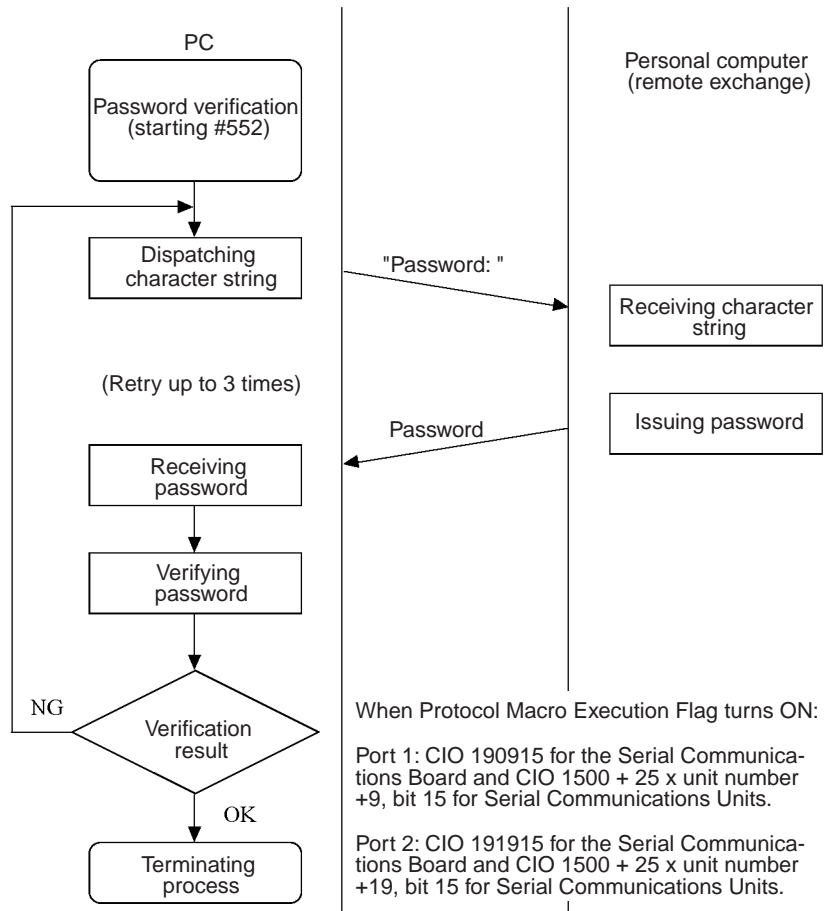 PC
Personal computer
(remote exchange)
Password verification
(starting #552)
Dispatching
character string
"Password: "
Receiving character
string
(Retry up to 3 times)
Issuing password
Password
Receiving
password
Verifying
password
NG
Verification
result
OK
Terminating
process
When Protocol Macro Execution Flag turns ON:
Port 1: CIO 190915 for the Serial Communica-
tions Board and CIO 1500 + 25 x unit number
+9, bit 15 for Serial Communications Units.
Port 2: CIO 191915 for the Serial Communica-
tions Board and CIO 1500 + 25 x unit number
+19, bit 15 for Serial Communications Units.